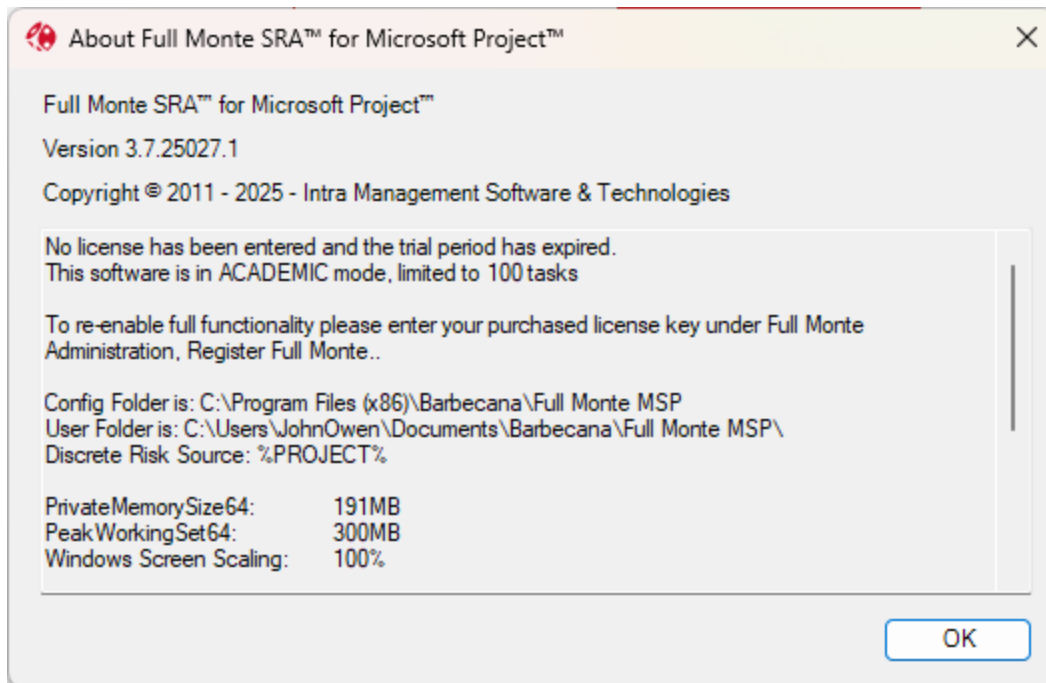 About Full Monte SRA™ for Microsoft Project™
Full Monte SRA™ for Microsoft Project™
Version 3.7.25027.1
Copyright © 2011 - 2025 - Intra Management Software & Technologies
No license has been entered and the trial period has expired.
This software is in ACADEMIC mode, limited to 100 tasks
To re-enable full functionality please enter your purchased license key under Full Monte
Administration, Register Full Monte..
Config Folder is: C:\Program Files (x86)\Barbecana\Full Monte MSP
User Folder is: C:\Users\JohnOwen\Documents\Barbecana\Full Monte MSP\
Discrete Risk Source: %PROJECT%
PrivateMemorySize64: 191MB
PeakWorkingSet64: 300MB
Windows Screen Scaling: 100%
OK